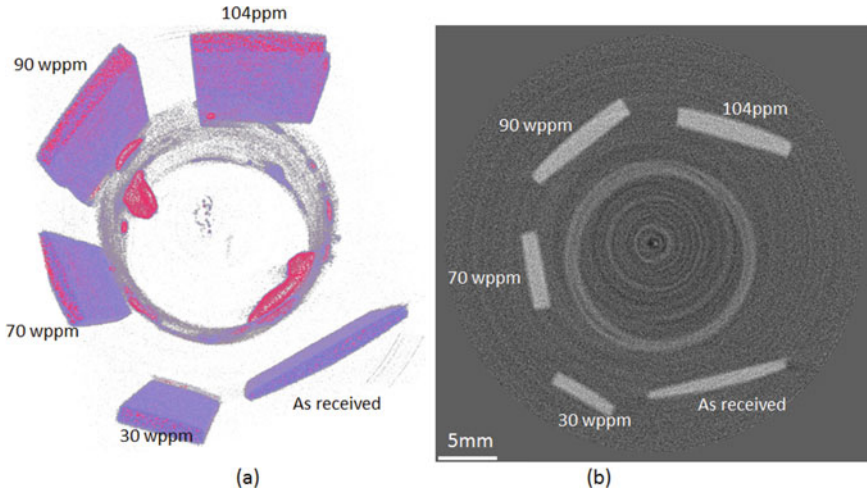 104ppm
90 wppm
70 wppm
30 wppm
As received
(a)
104ppm
90 wppm
70 wppm
30 wppm
As received
5mm
(b)